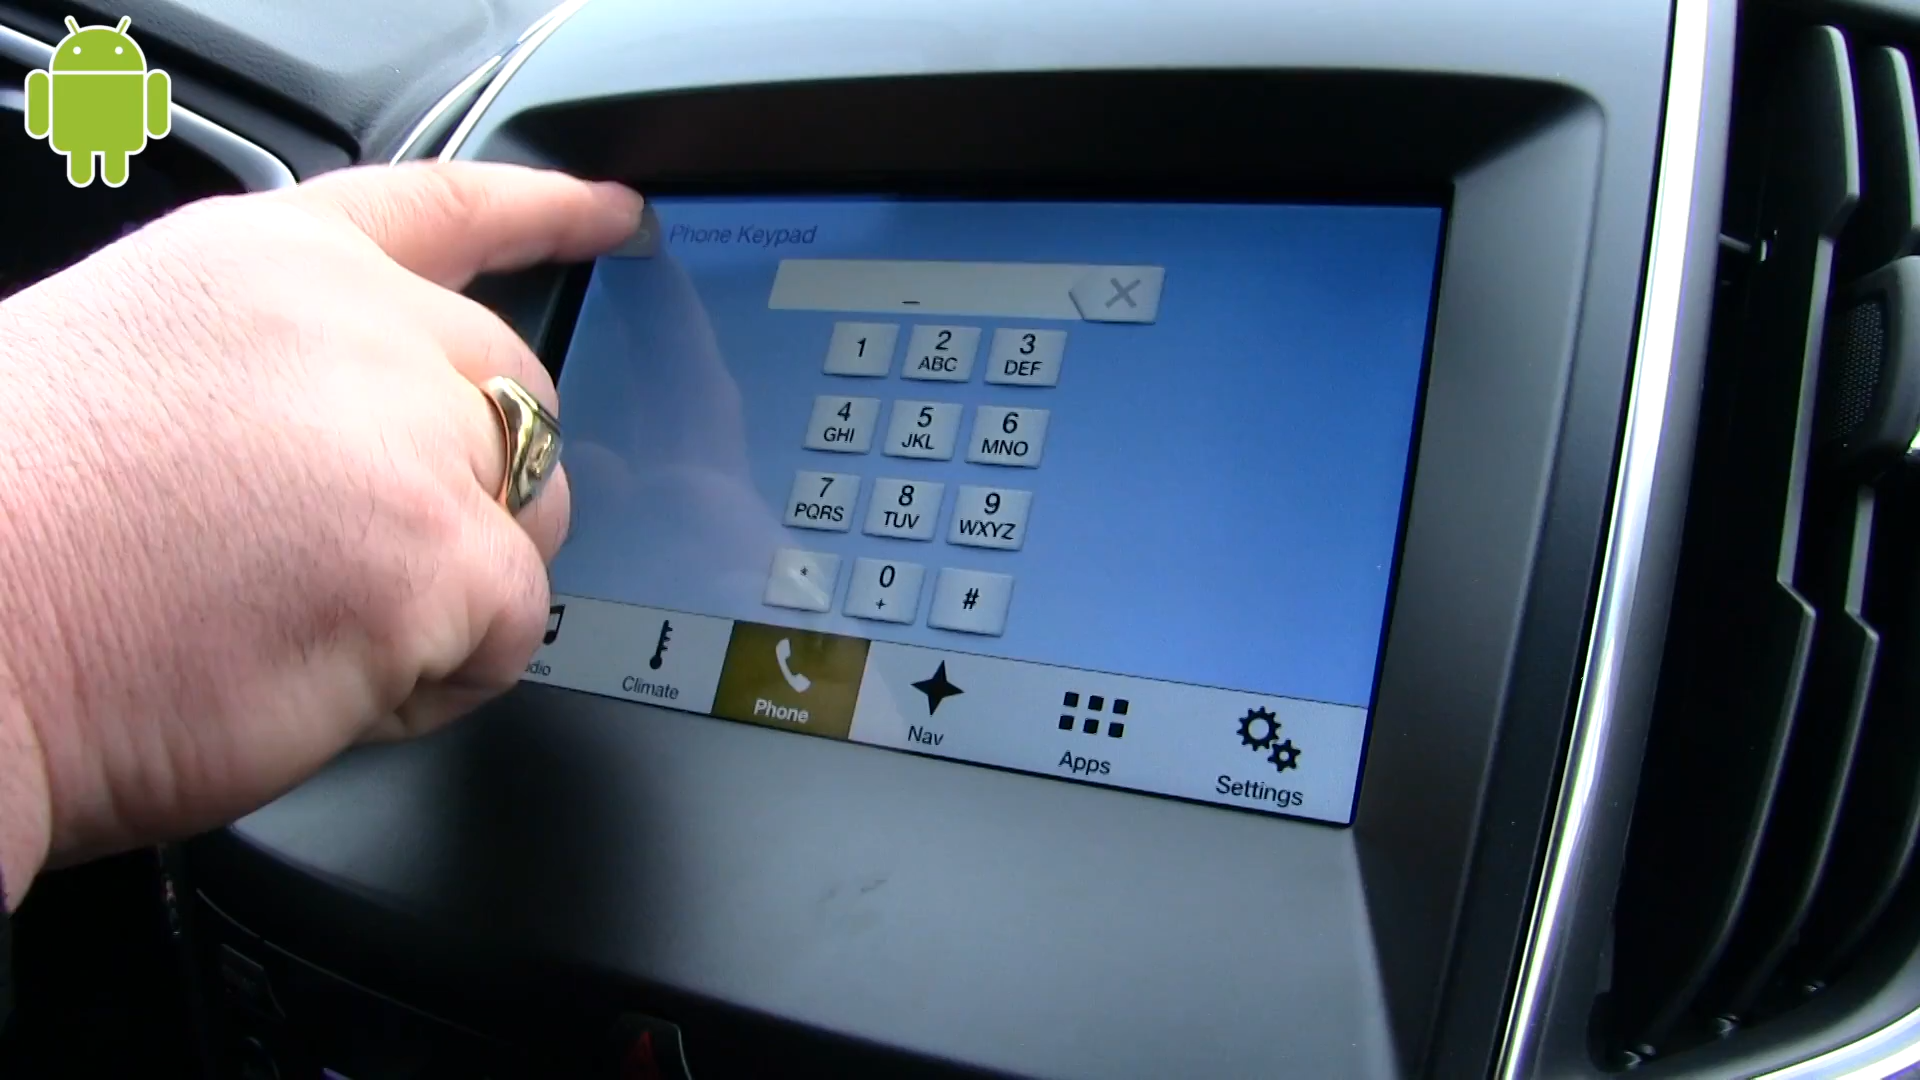 Phone Keypad
_
1
2
ABC
3
DEF
4
GHI
5
JKL
6
MNO
7
PQRS
8
TUV
9
WXYZ
*
0
+
#
Climate
Phone
Nav
Apps
Settings